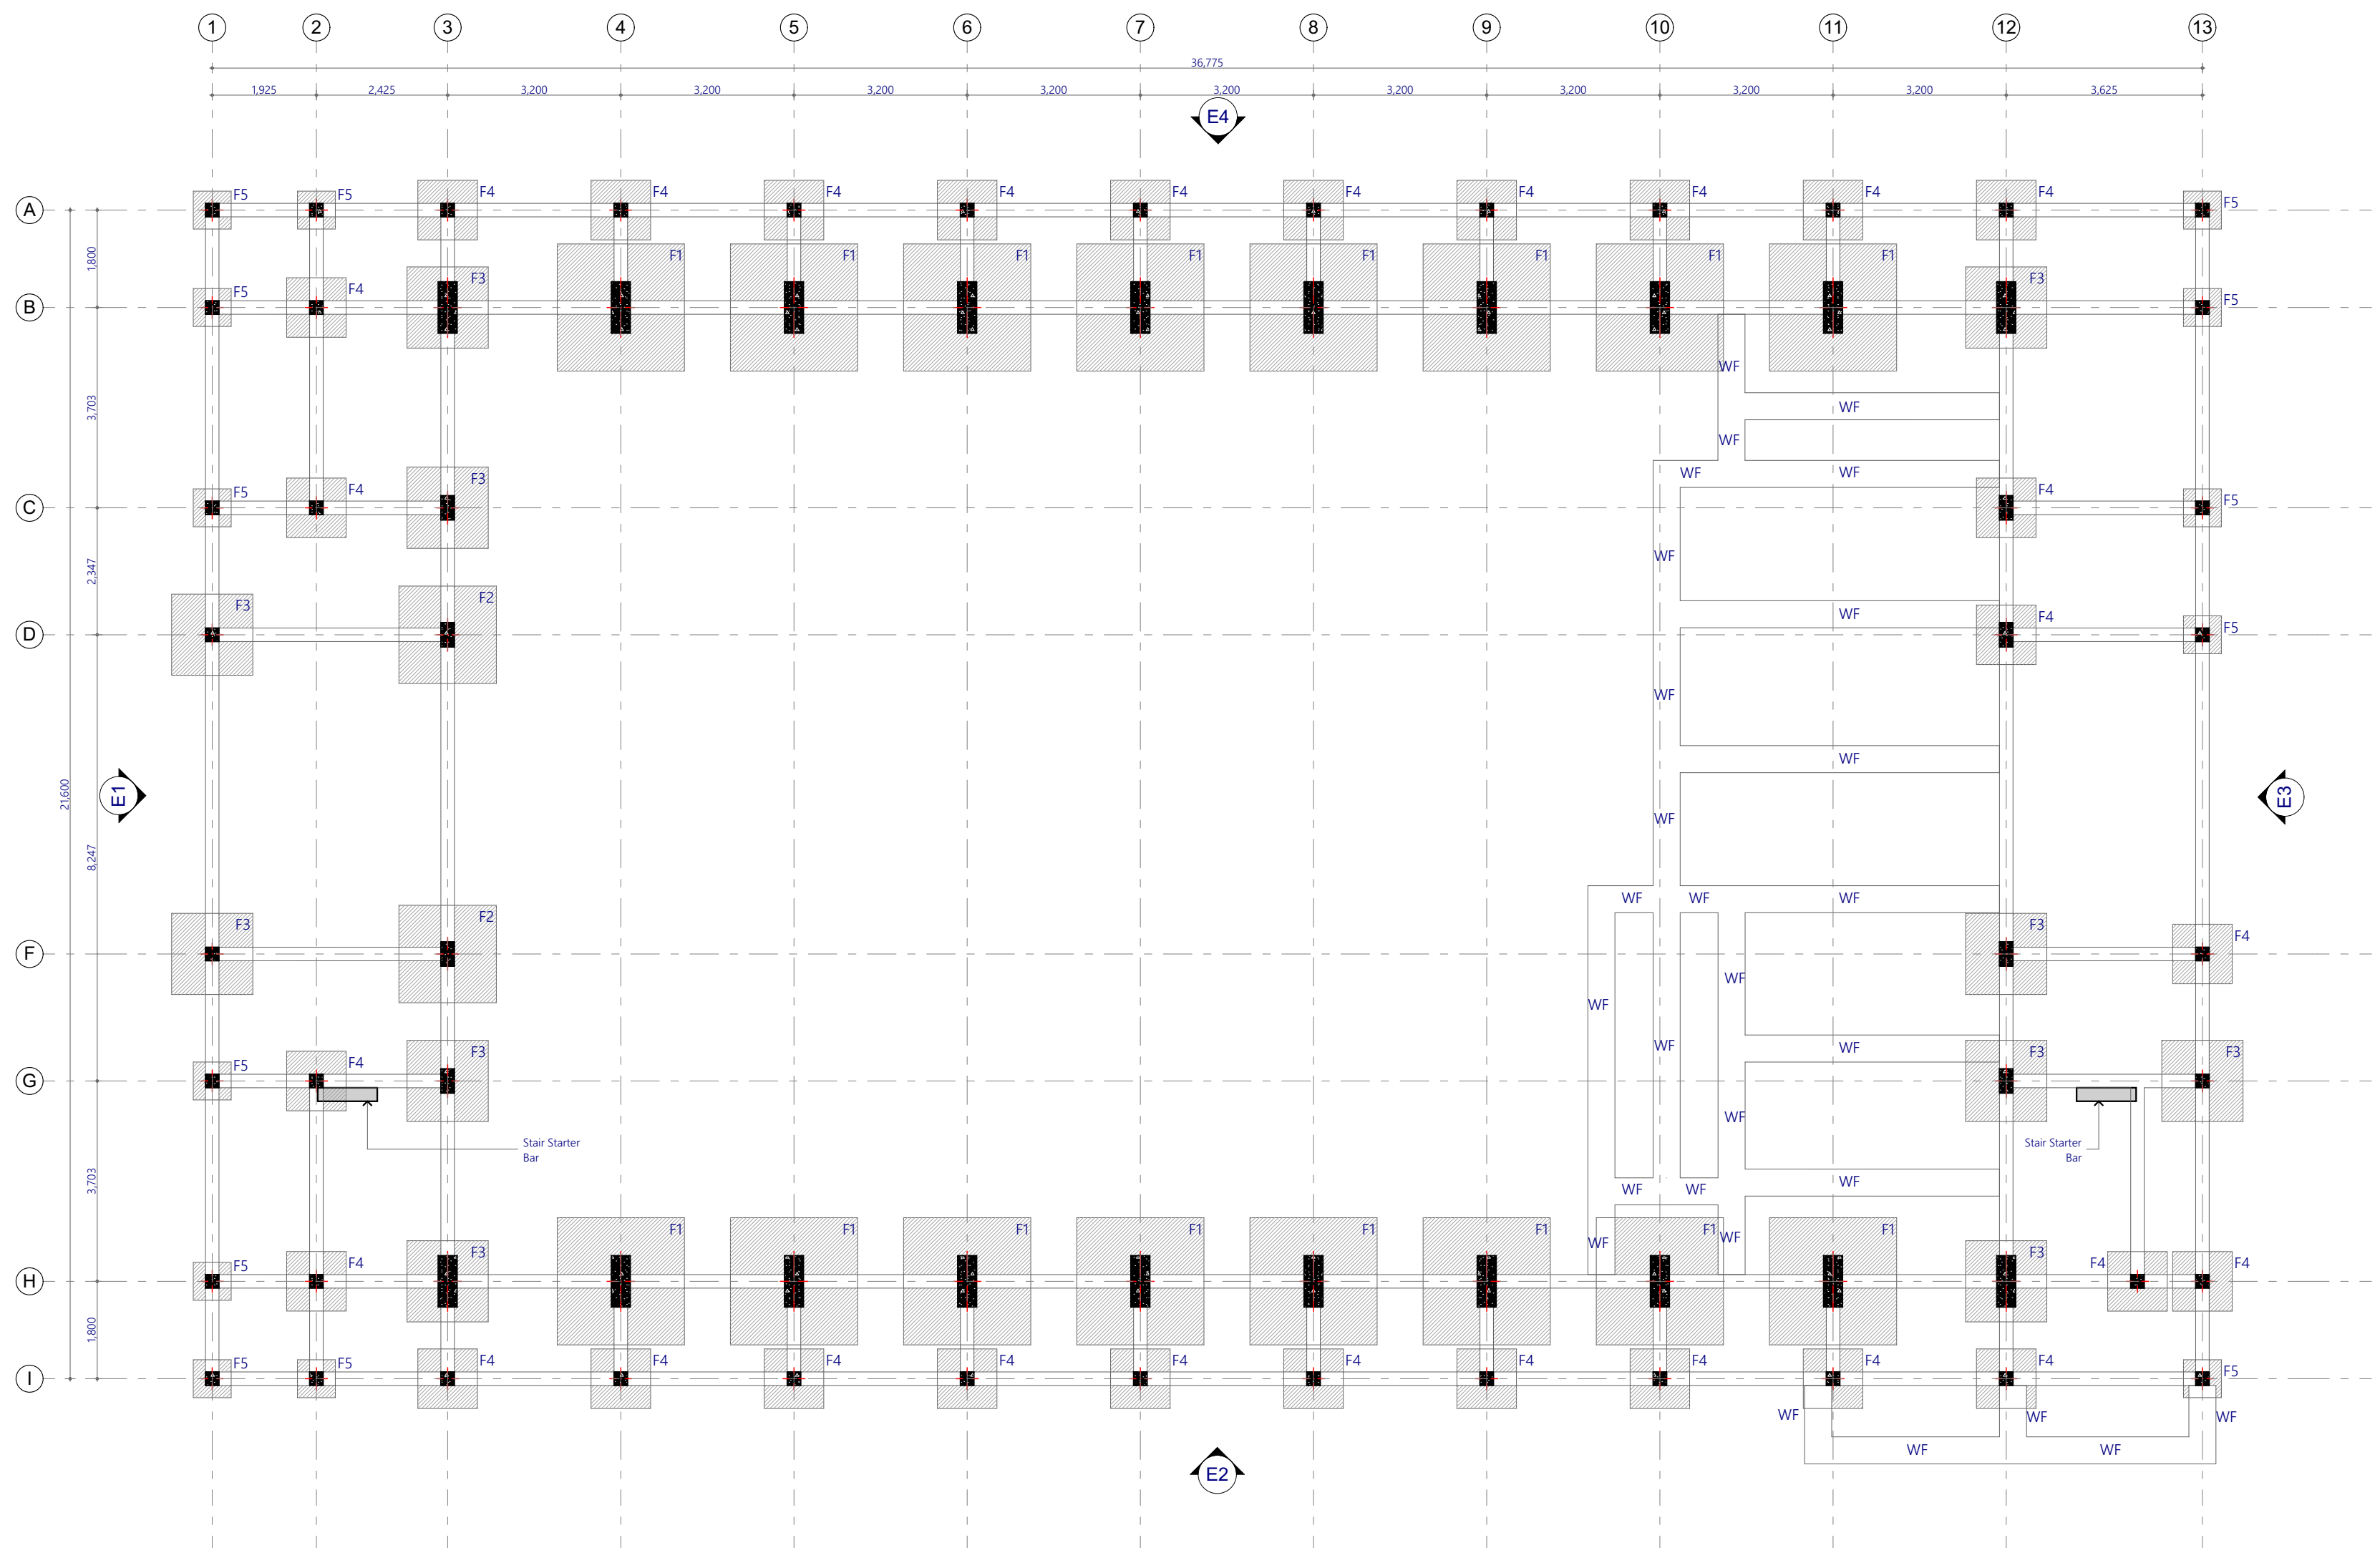 1 2 3 4 5 6 7 8 9 10 11 12 13
36,775
1,925 2,425 3,200 3,200 3,200 3,200 3,200 3,200 3,200 3,200 3,200 3,625
E4
F5 F5 F4 F4 F4 F4 F4 F4 F4 F4 F4 F4 F5
A
1,800
F5 F4 F3 F1 F1 F1 F1 F1 F1 F1 F1 F3 F5
B
WF
3,703 WF
WF
WF WF
F5 F4 F3 F4 F5
C
WF
2,347
F3 F2 WF F4 F5
D
WF
WF
21,600 E1 E3
WF
8,247
WF WF WF
F3 F2 F3 F4
F
WF
WF
WF WF
F5 F4 F3 F3 F3
G
WF
Stair Starter
Bar
Stair Starter
Bar
3,703
WF WF WF
F1 F1 F1 F1 F1 F1 F1 F1
WF WF
F5 F4 F3 F3 F4 F4
H
1,800
F5 F5 F4 F4 F4 F4 F4 F4 F4 F4 F4 F4 F5
I
WF WF WF
WF WF
E2